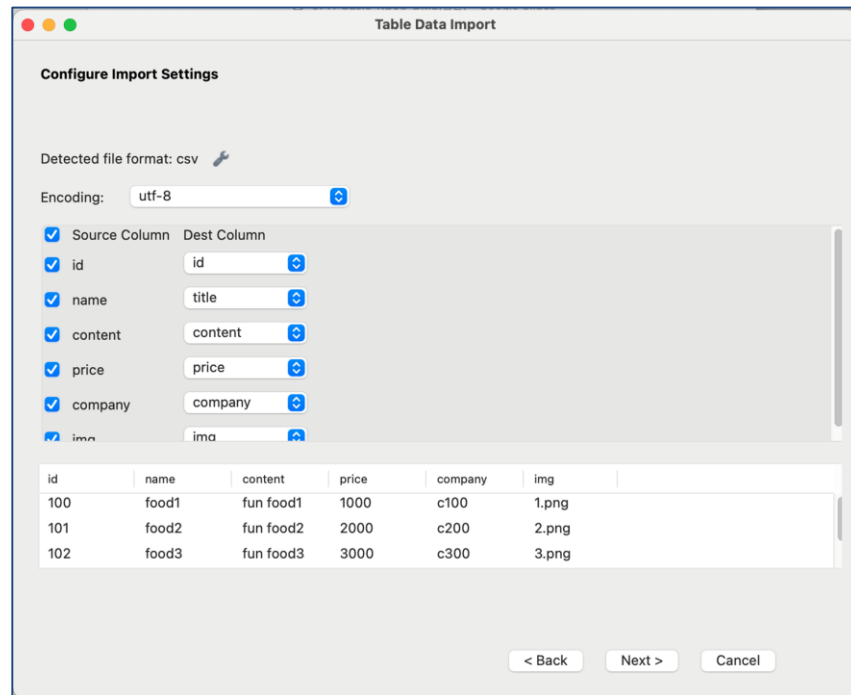 Table Data Import
Configure Import Settings
Detected file format: csv
Encoding: utf-8
Source Column Dest Column
id id
name title
content content
price price
company company
img img
id name content price company img
100 food1 fun food1 1000 c100 1.png
101 food2 fun food2 2000 c200 2.png
102 food3 fun food3 3000 c300 3.png
< Back Next > Cancel